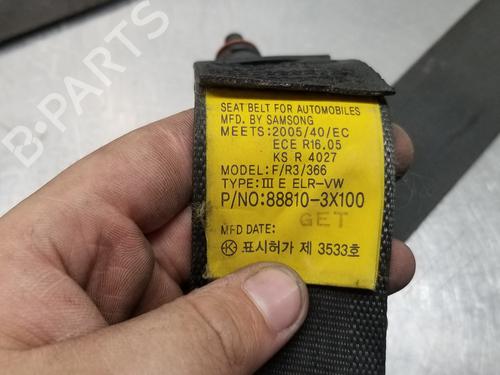 SEAT BELT FOR AUTOMOBILES
MFD. BY SAMSONG
MEETS:2005/40/EC
ECE R16.05
KS R 4027
MODEL:F/R3/366
TYPE:III E ELR-VW
P/NO:88810-3X100
GET
MFD DATE:
K 표시허가 제 3533호
B-PARTS